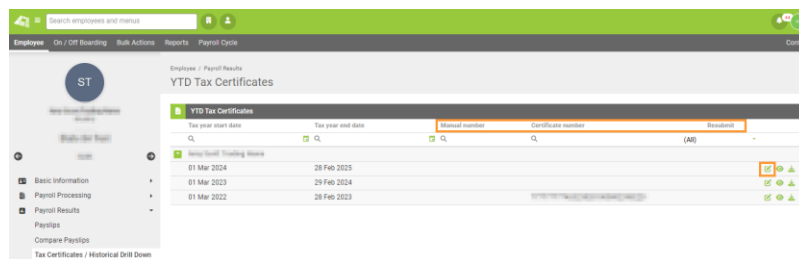 Search employees and menus
Employee On / Off Boarding Bulk Actions Reports Payroll Cycle
ST
Employee / Payroll Results
YTD Tax Certificates
YTD Tax Certificates
Tax year start date Tax year end date Manual number Certificate number Resubmit
(All)
01 Mar 2024 28 Feb 2025
01 Mar 2023 29 Feb 2024
01 Mar 2022 28 Feb 2023
Basic Information
Payroll Processing
Payroll Results
Payslips
Compare Payslips
Tax Certificates / Historical Drill Down